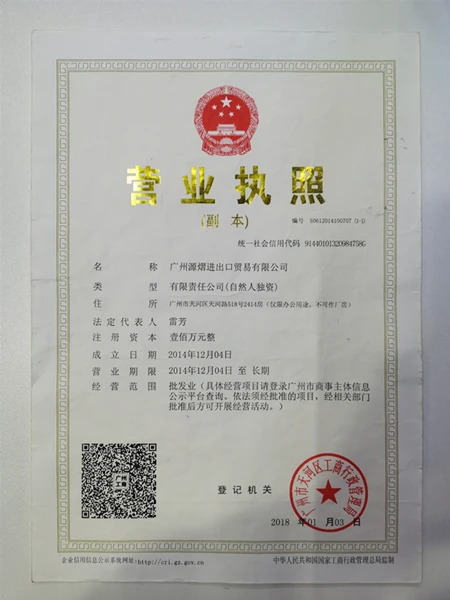 营业执照
(副 本)
编号 S0612014100707 (1-1)
统一社会信用代码 91440101320984758G
名 称 广州源熠进出口贸易有限公司
类 型 有限责任公司(自然人独资)
住 所 广州市天河区天河路518号2414房(仅限办公用途,不可作厂房)
法定代表人 雷芳
注册资本 壹佰万元整
成立日期 2014年12月04日
营业期限 2014年12月04日 至 长期
经营范围 批发业(具体经营项目请登录广州市商事主体信息
公示平台查询。依法须经批准的项目,经相关部门
批准后方可开展经营活动。)
登记机关
广州市天河区工商行政管理局
2018 年 01 月 03 日
企业信用信息公示系统网址:http://cri.gz.gov.cn
中华人民共和国国家工商行政管理总局监制